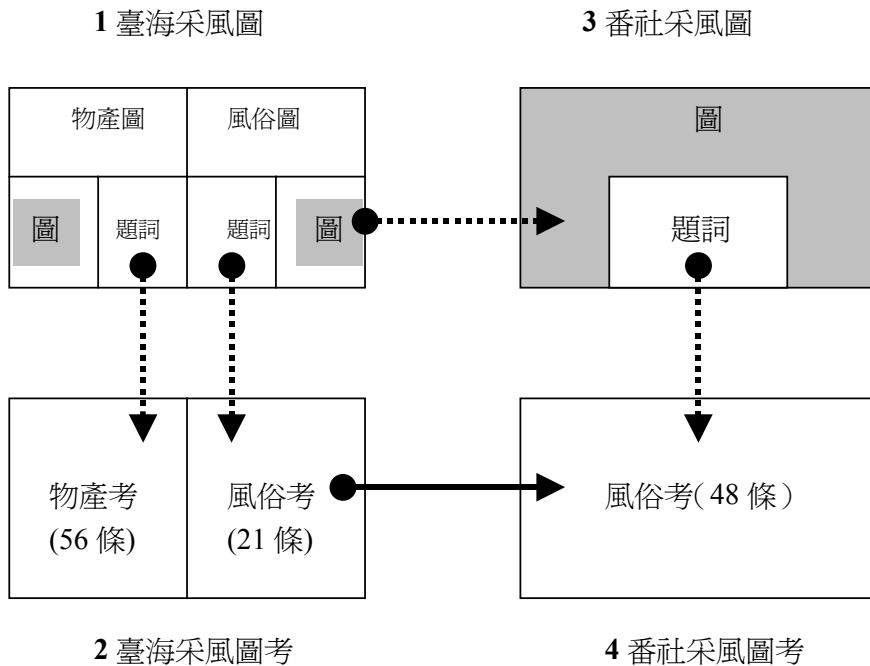 1 臺海采風圖
3 番社采風圖
物產圖
風俗圖
圖
圖
題詞
題詞
圖
題詞
物產考
(56 條)
風俗考
(21 條)
風俗考( 48 條 )
2 臺海采風圖考
4 番社采風圖考